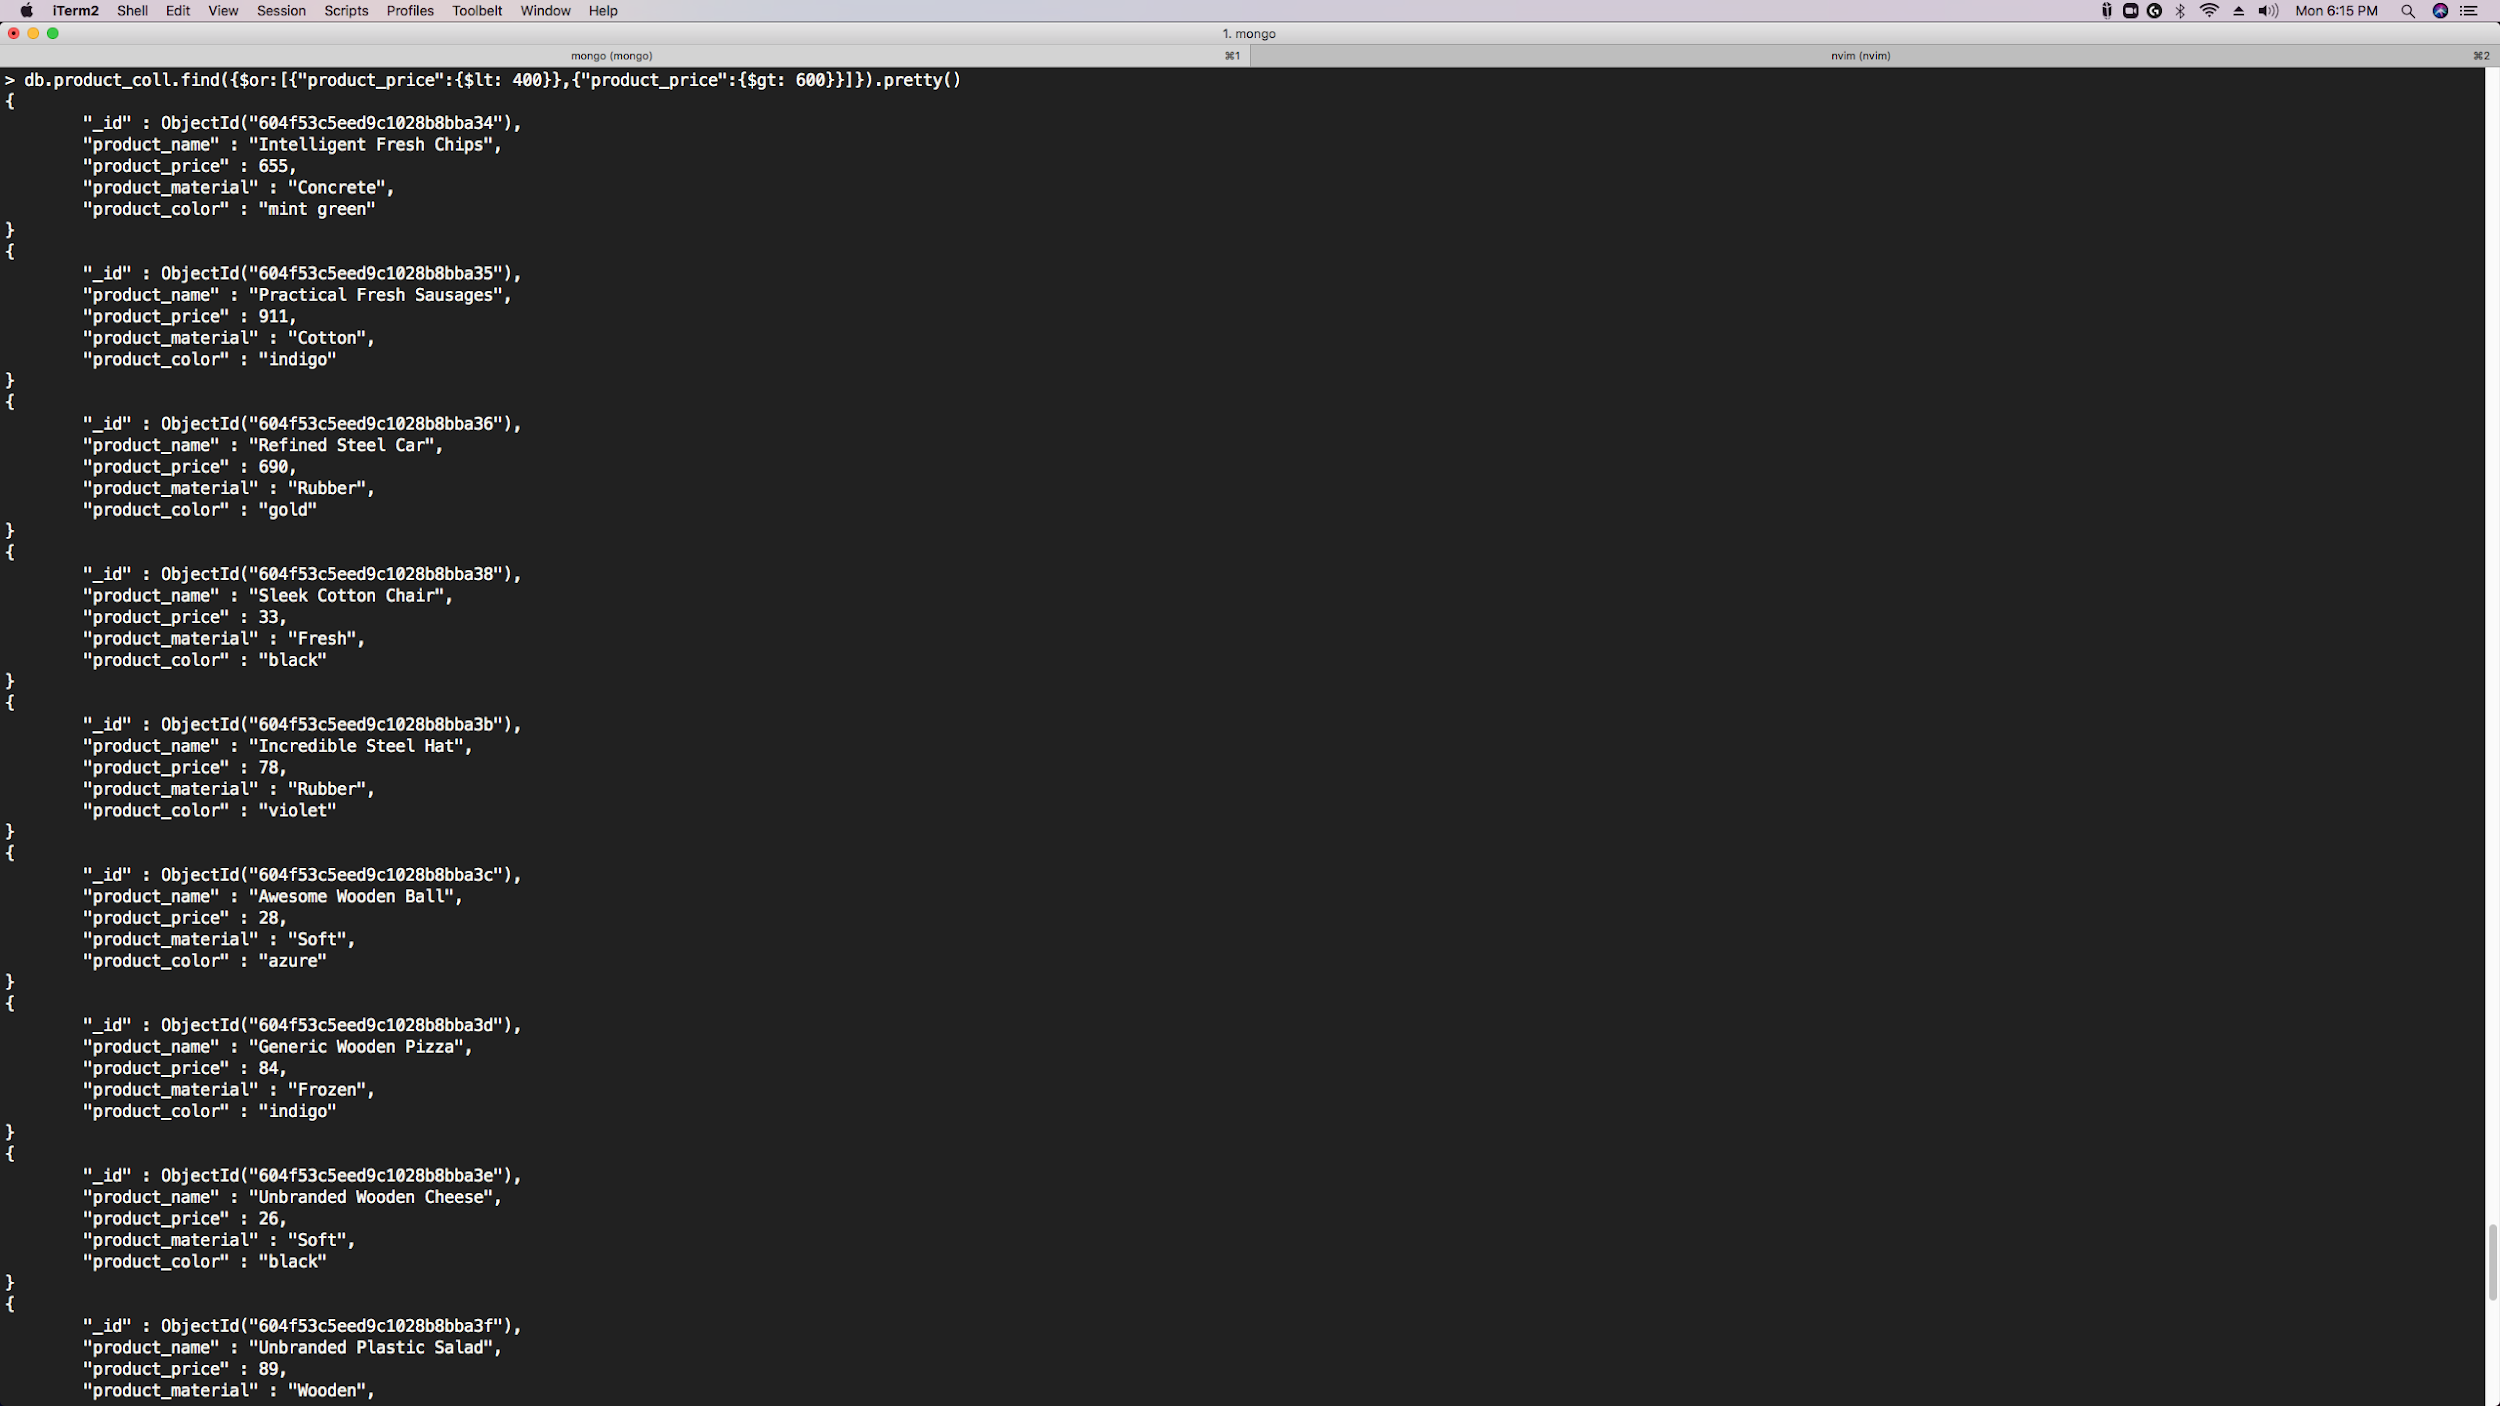 iTerm2 Shell Edit View Session Scripts Profiles Toolbelt Window Help Mon 6:15 PM
1. mongo
mongo (mongo) ⌘1 nvim (nvim) ⌘2
> db.product_coll.find({$or:[{"product_price":{$lt: 400}},{"product_price":{$gt: 600}}]}).pretty()
{
"_id" : ObjectId("604f53c5eed9c1028b8bba34"),
"product_name" : "Intelligent Fresh Chips",
"product_price" : 655,
"product_material" : "Concrete",
"product_color" : "mint green"
}
{
"_id" : ObjectId("604f53c5eed9c1028b8bba35"),
"product_name" : "Practical Fresh Sausages",
"product_price" : 911,
"product_material" : "Cotton",
"product_color" : "indigo"
}
{
"_id" : ObjectId("604f53c5eed9c1028b8bba36"),
"product_name" : "Refined Steel Car",
"product_price" : 690,
"product_material" : "Rubber",
"product_color" : "gold"
}
{
"_id" : ObjectId("604f53c5eed9c1028b8bba38"),
"product_name" : "Sleek Cotton Chair",
"product_price" : 33,
"product_material" : "Fresh",
"product_color" : "black"
}
{
"_id" : ObjectId("604f53c5eed9c1028b8bba3b"),
"product_name" : "Incredible Steel Hat",
"product_price" : 78,
"product_material" : "Rubber",
"product_color" : "violet"
}
{
"_id" : ObjectId("604f53c5eed9c1028b8bba3c"),
"product_name" : "Awesome Wooden Ball",
"product_price" : 28,
"product_material" : "Soft",
"product_color" : "azure"
}
{
"_id" : ObjectId("604f53c5eed9c1028b8bba3d"),
"product_name" : "Generic Wooden Pizza",
"product_price" : 84,
"product_material" : "Frozen",
"product_color" : "indigo"
}
{
"_id" : ObjectId("604f53c5eed9c1028b8bba3e"),
"product_name" : "Unbranded Wooden Cheese",
"product_price" : 26,
"product_material" : "Soft",
"product_color" : "black"
}
{
"_id" : ObjectId("604f53c5eed9c1028b8bba3f"),
"product_name" : "Unbranded Plastic Salad",
"product_price" : 89,
"product_material" : "Wooden",